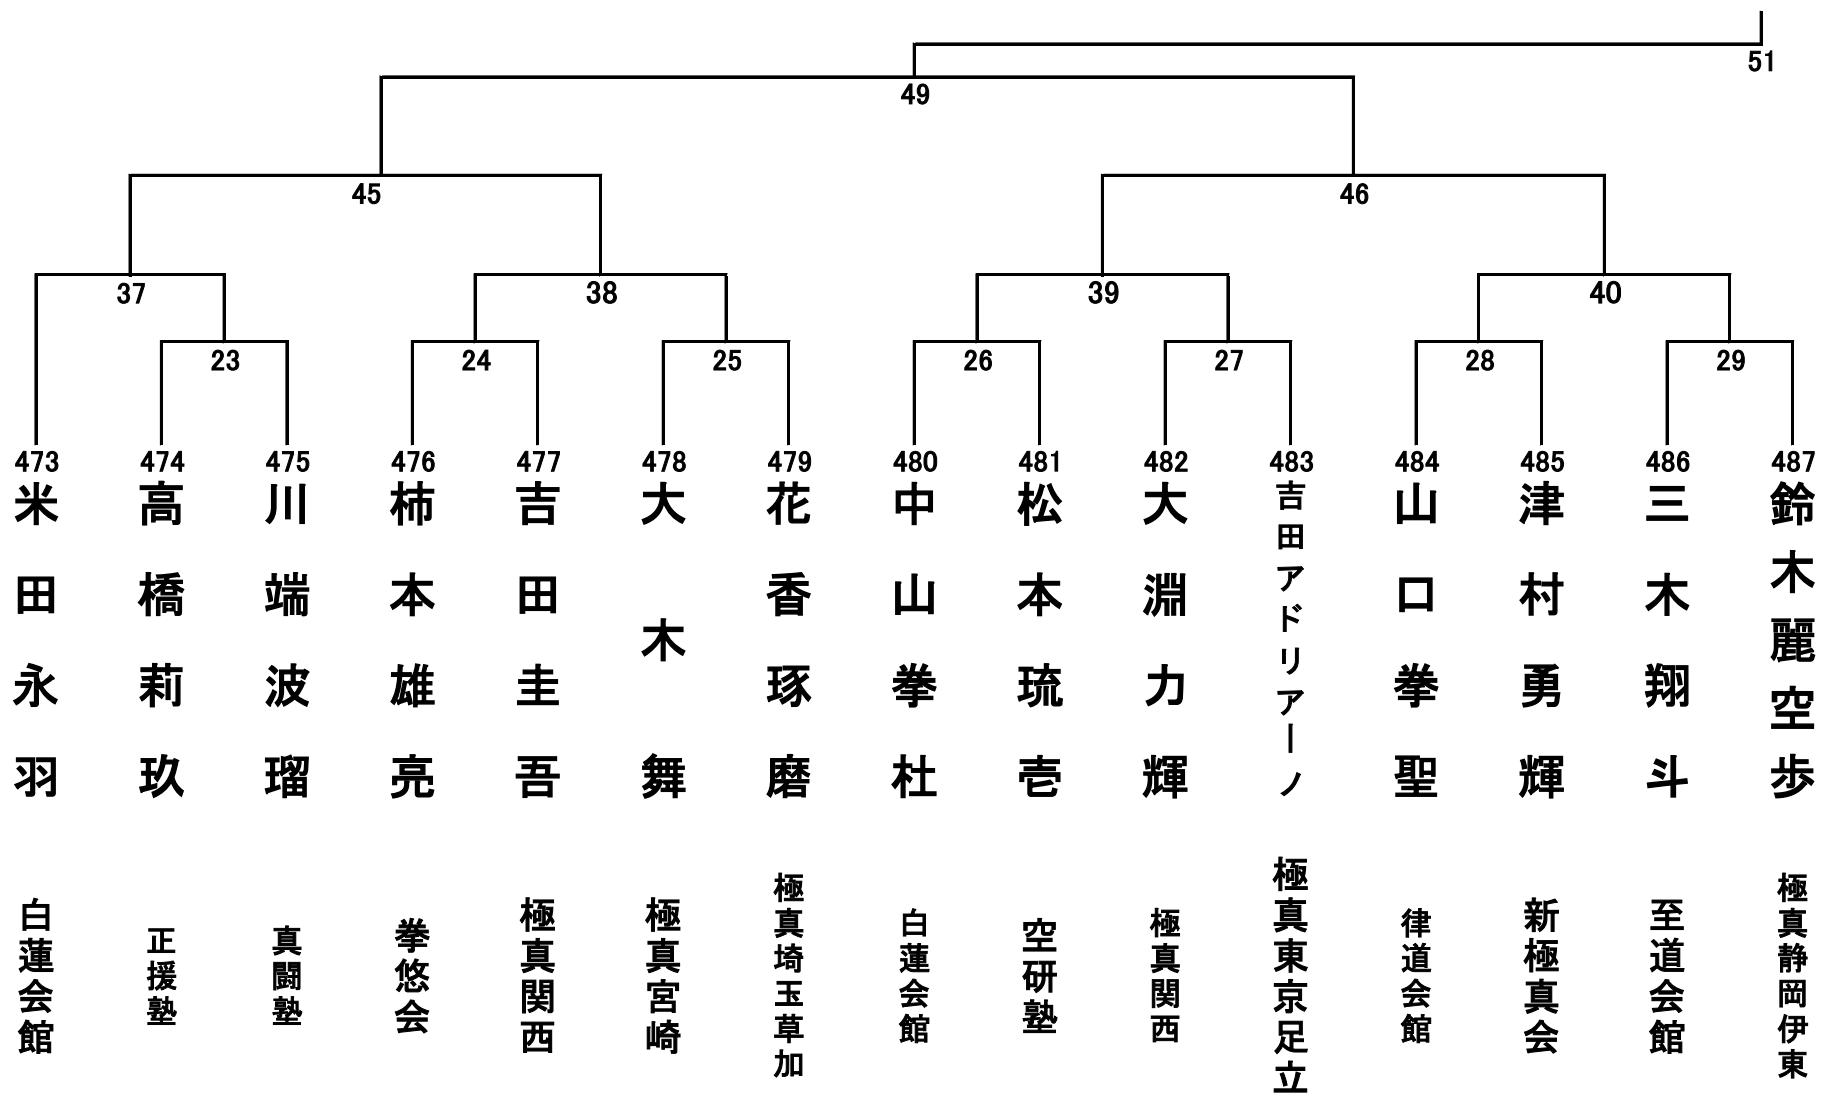 51
49
45
46
37
38
39
40
23
24
25
26
27
28
29
473
474
475
476
477
478
479
480
481
482
483
484
485
486
487
米田永羽
高橋莉玖
川端波瑠
柿本雄亮
吉田圭吾
大木舞
花香琢磨
中山拳杜
松本琉壱
大淵力輝
吉田アドリアーノ
山口拳聖
津村勇輝
三木翔斗
鈴木麗空歩
白蓮会館
正援塾
真闘塾
拳悠会
極真関西
極真宮崎
極真埼玉草加
白蓮会館
空研塾
極真関西
極真東京足立
律道会館
新極真会
至道会館
極真静岡伊東